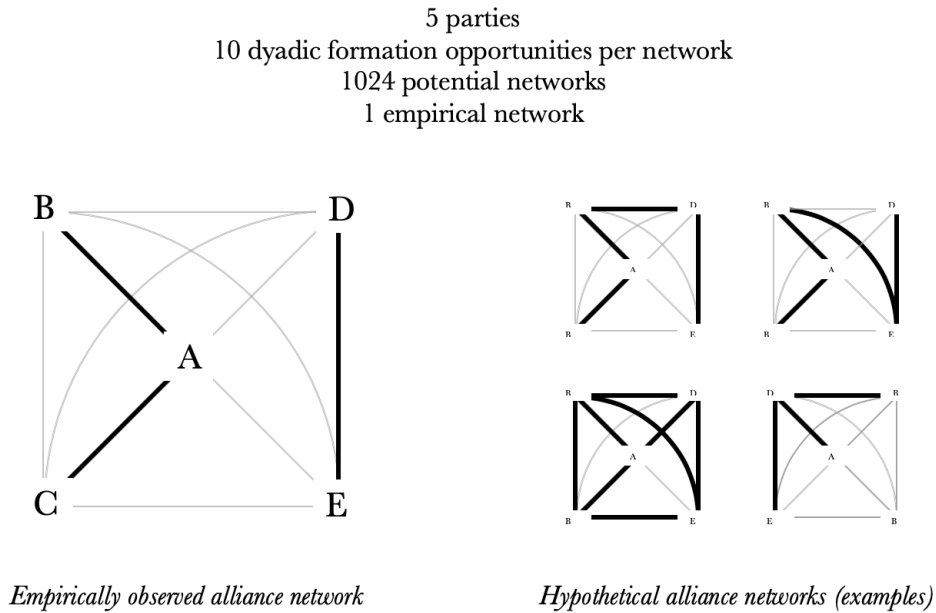 5 parties
10 dyadic formation opportunities per network
1024 potential networks
1 empirical network
B D
A
C E
B D
A
B E
B D
A
B E
B D
A
B E
D B
A
E B
Empirically observed alliance network
Hypothetical alliance networks (examples)